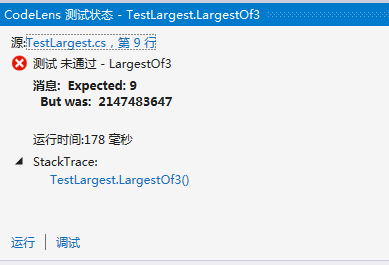 CodeLens 测试状态 - TestLargest.LargestOf3
源:TestLargest.cs，第 9 行
测试 未通过 - LargestOf3
消息: Expected: 9
But was: 2147483647
运行时间:178 毫秒
StackTrace:
TestLargest.LargestOf3()
运行 调试